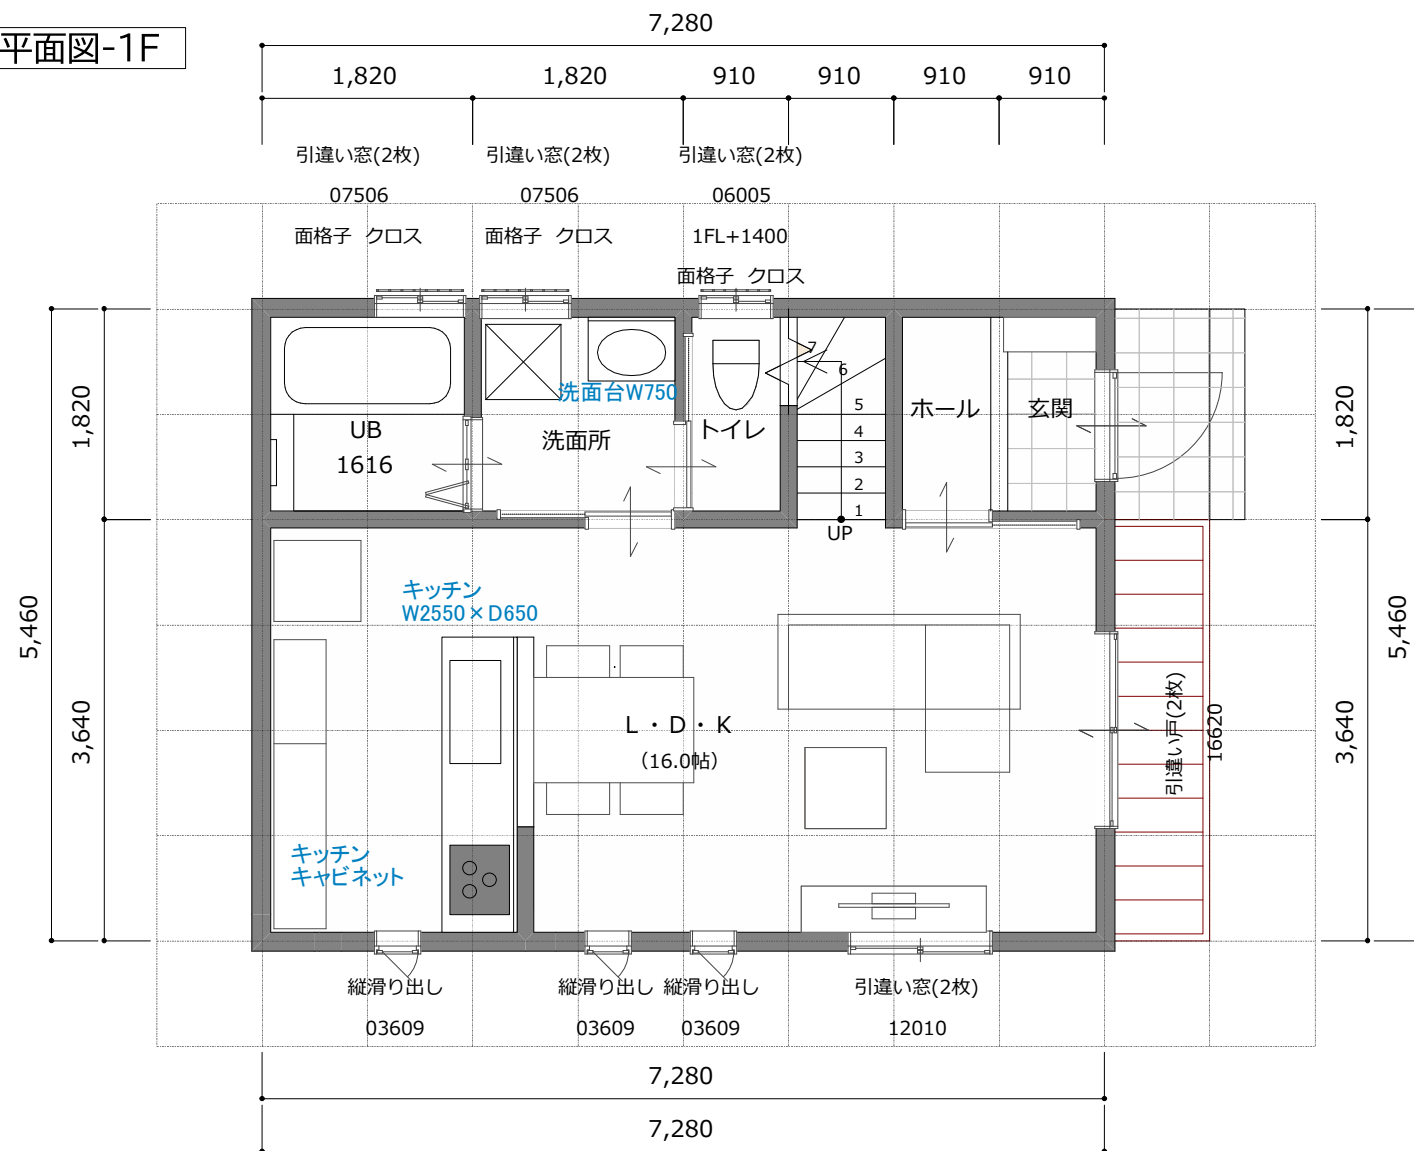 平面図-1F
7,280
1,820
1,820
910
910
910
910
引違い窓(2枚)
07506
面格子　クロス
引違い窓(2枚)
07506
面格子　クロス
引違い窓(2枚)
06005
1FL+1400
面格子　クロス
5,460
1,820
3,640
UB
1616
洗面台W750
洗面所
トイレ
7
6
5
4
3
2
1
UP
ホール
玄関
1,820
3,640
5,460
キッチン
W2550×D650
L・D・K
(16.0帖)
キッチン
キャビネット
引違い戸(2枚)
16620
縦滑り出し
03609
縦滑り出し
03609
縦滑り出し
03609
引違い窓(2枚)
12010
7,280
7,280